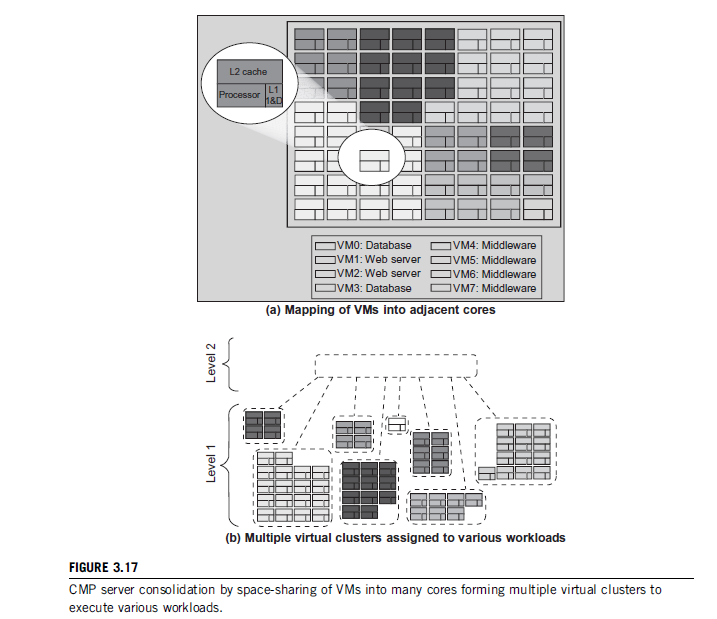 L2 cache
Processor
L1
1&D
VM0: Database
VM4: Middleware
VM1: Web server
VM5: Middleware
VM2: Web server
VM6: Middleware
VM3: Database
VM7: Middleware
(a) Mapping of VMs into adjacent cores
Level 2
Level 1
(b) Multiple virtual clusters assigned to various workloads
FIGURE 3.17
CMP server consolidation by space-sharing of VMs into many cores forming multiple virtual clusters to
execute various workloads.